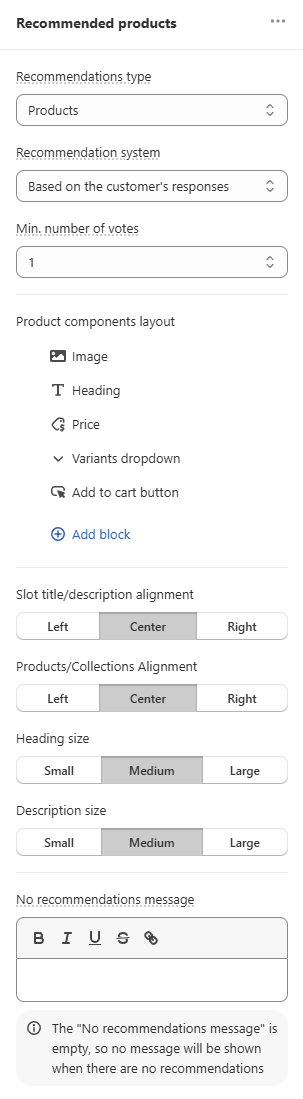 Recommended products
Recommendations type
Products
Recommendation system
Based on the customer's responses
Min. number of votes
1
Product components layout
Image
Heading
Price
Variants dropdown
Add to cart button
Add block
Slot title/description alignment
Left Center Right
Products/Collections Alignment
Left Center Right
Heading size
Small Medium Large
Description size
Small Medium Large
No recommendations message
B I U S
The "No recommendations message" is
empty, so no message will be shown
when there are no recommendations